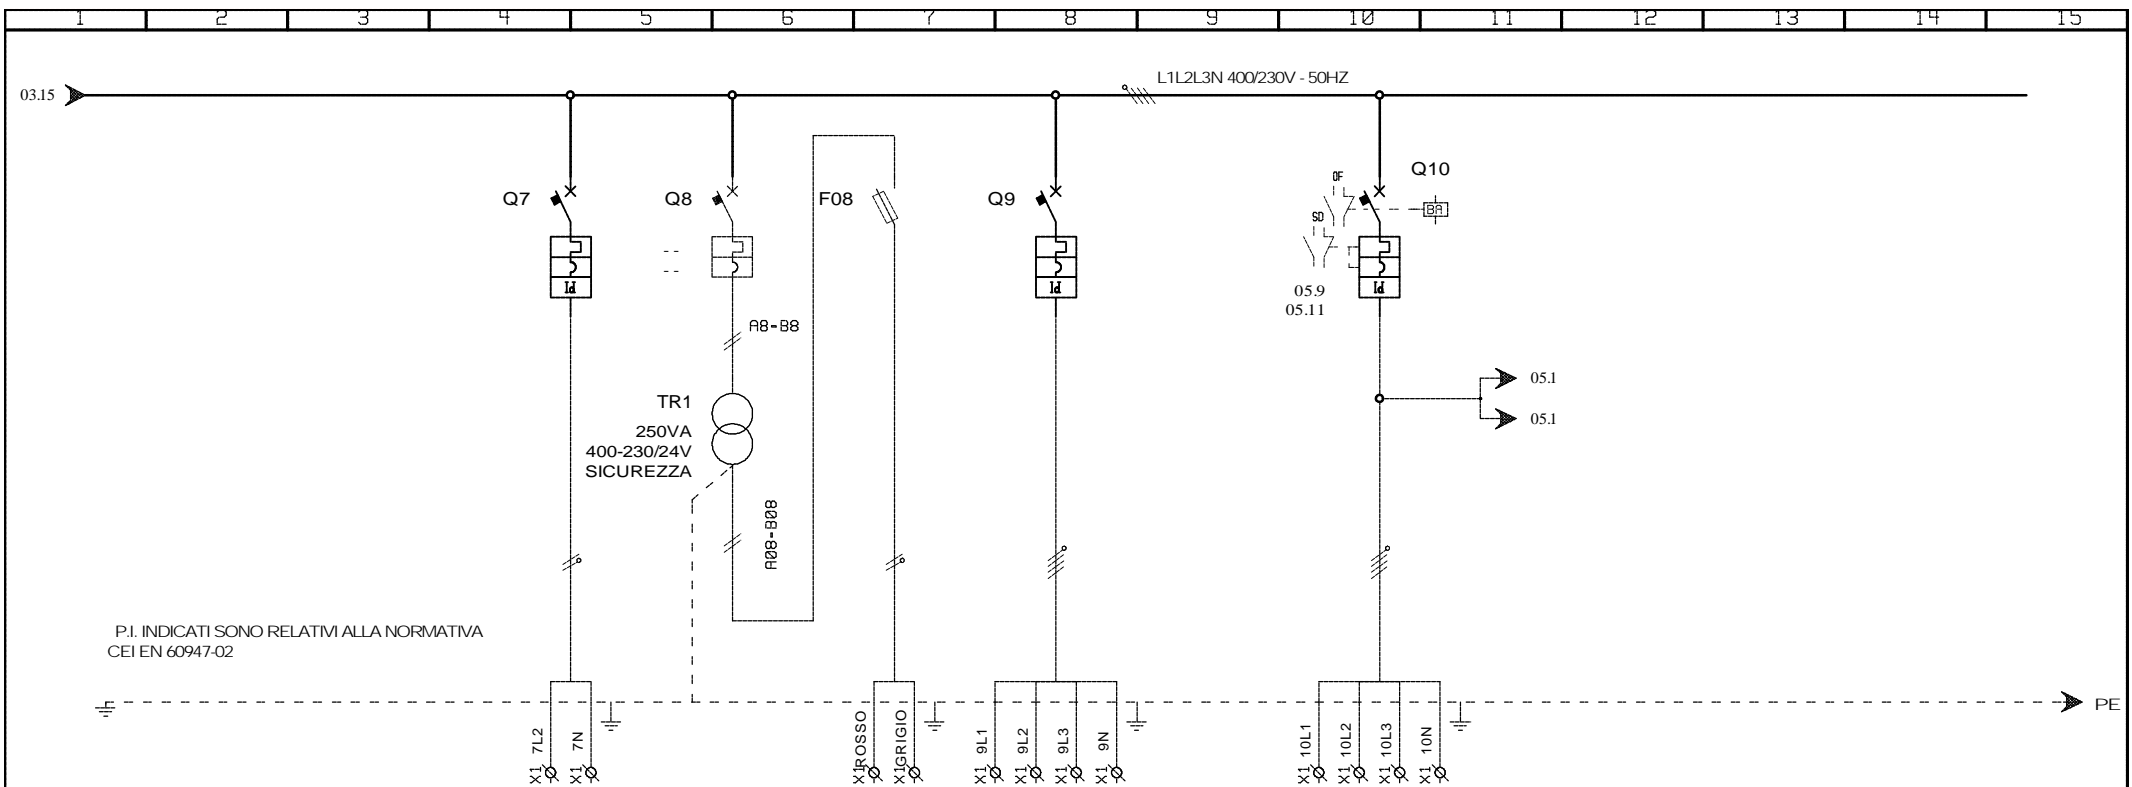 1 2 3 4 5 6 7 8 9 10 11 12 13 14 15
L1L2L3N 400/230V - 50HZ
03.15
Q7
Q8
F08
Q9
Q10
OF
SD
BA
Id
Id
Id
05.9
05.11
A8-B8
05.1
05.1
TR1
250VA
400-230/24V
SICUREZZA
A08-B08
P.I. INDICATI SONO RELATIVI ALLA NORMATIVA
CEI EN 60947-02
PE
X1 7L2
X1 7N
X1 ROSSO
X1 GRIGIO
X1 9L1
X1 9L2
X1 9L3
X1 9N
X1 10L1
X1 10L2
X1 10L3
X1 10N